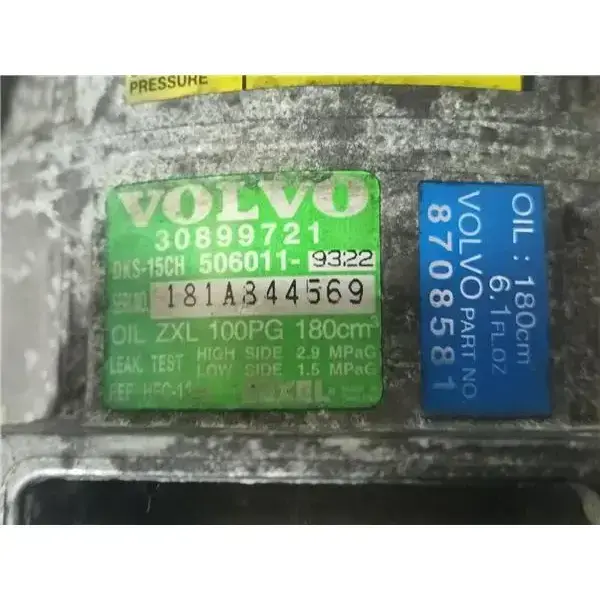 PRESSURE
VOLVO
30899721
DKS-15CH 506011-9322
181A844569
OIL ZXL 100PG 180cm³
LEAK. TEST HIGH SIDE 2.9 MPaG
LOW SIDE 1.5 MPaG
OIL : 180cm
6.1FL.OZ
VOLVO PART NO
8708581